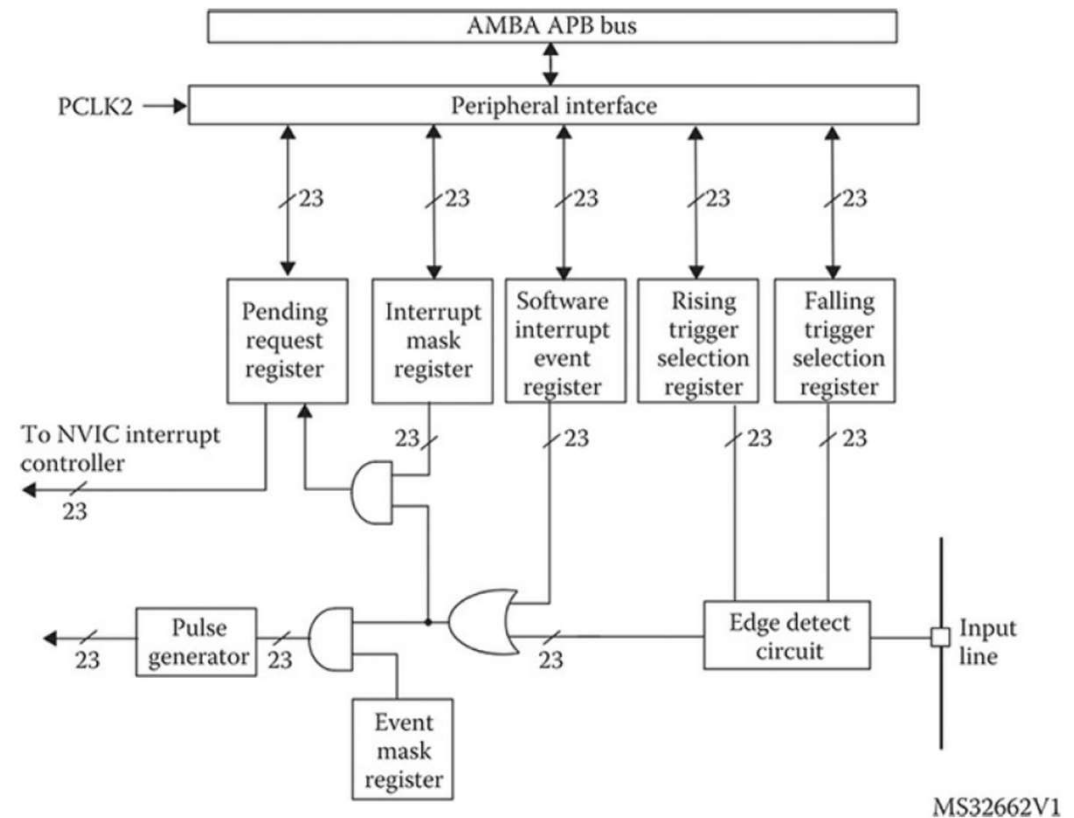 AMBA APB bus
PCLK2
Peripheral interface
23
23
23
23
23
Pending
request
register
Interrupt
mask
register
Software
interrupt
event
register
Rising
trigger
selection
register
Falling
trigger
selection
register
To NVIC interrupt
controller
23
23
23
23
23
Pulse
generator
23
23
23
Edge detect
circuit
Input
line
Event
mask
register
MS32662V1